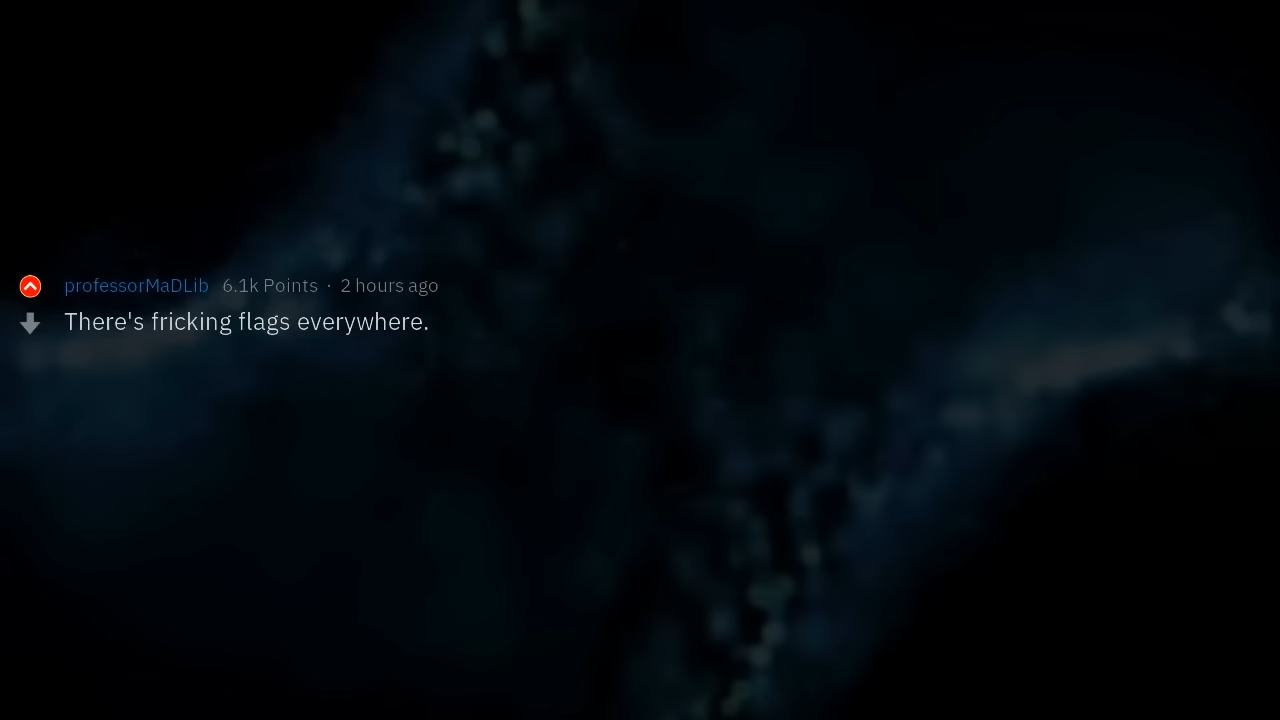 professorMaDLib 6.1k Points · 2 hours ago
There's fricking flags everywhere.